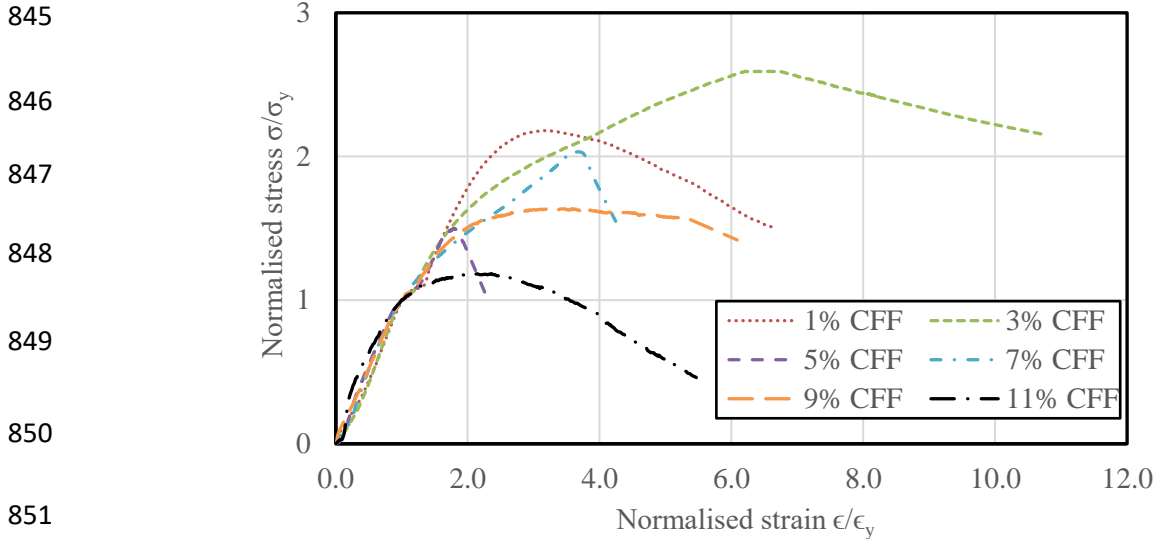 845
846
847
848
849
850
851
Normalised stress σ/σy
3
2
1
0
0.0 2.0 4.0 6.0 8.0 10.0 12.0
Normalised strain ϵ/ϵy
1% CFF 3% CFF
5% CFF 7% CFF
9% CFF 11% CFF